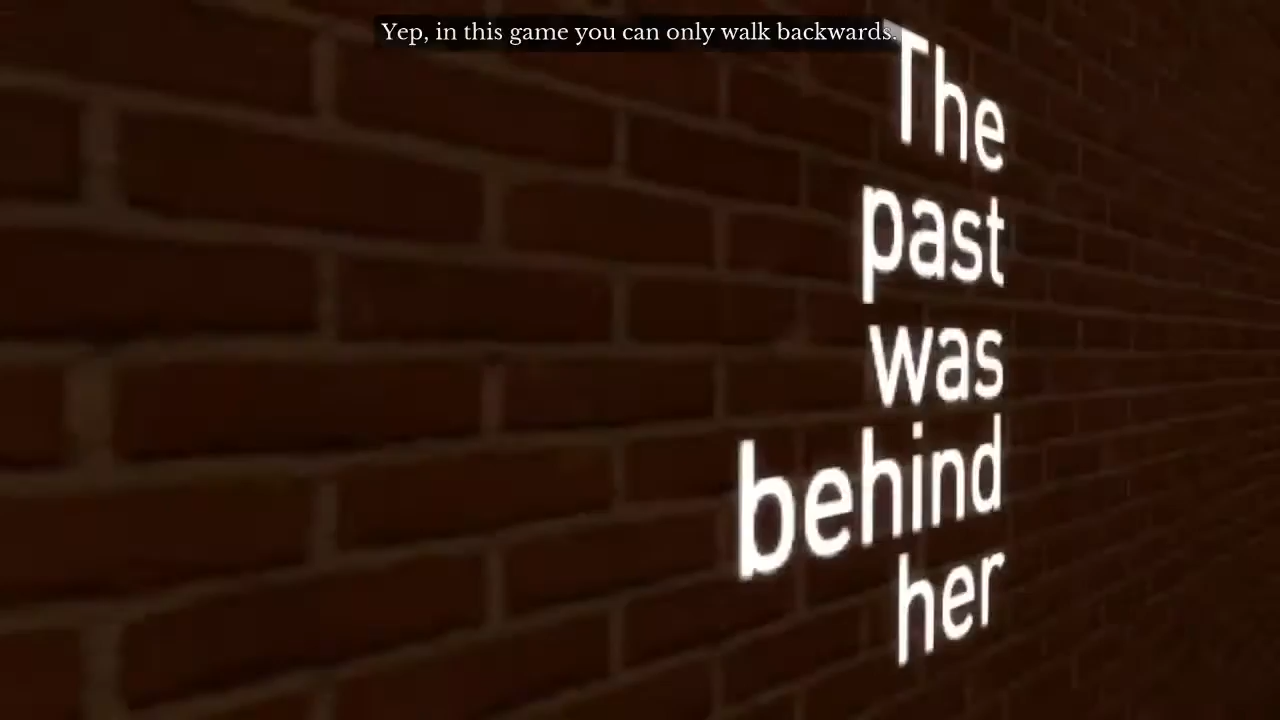 Yep, in this game you can only walk backwards.
The
past
was
behind
her